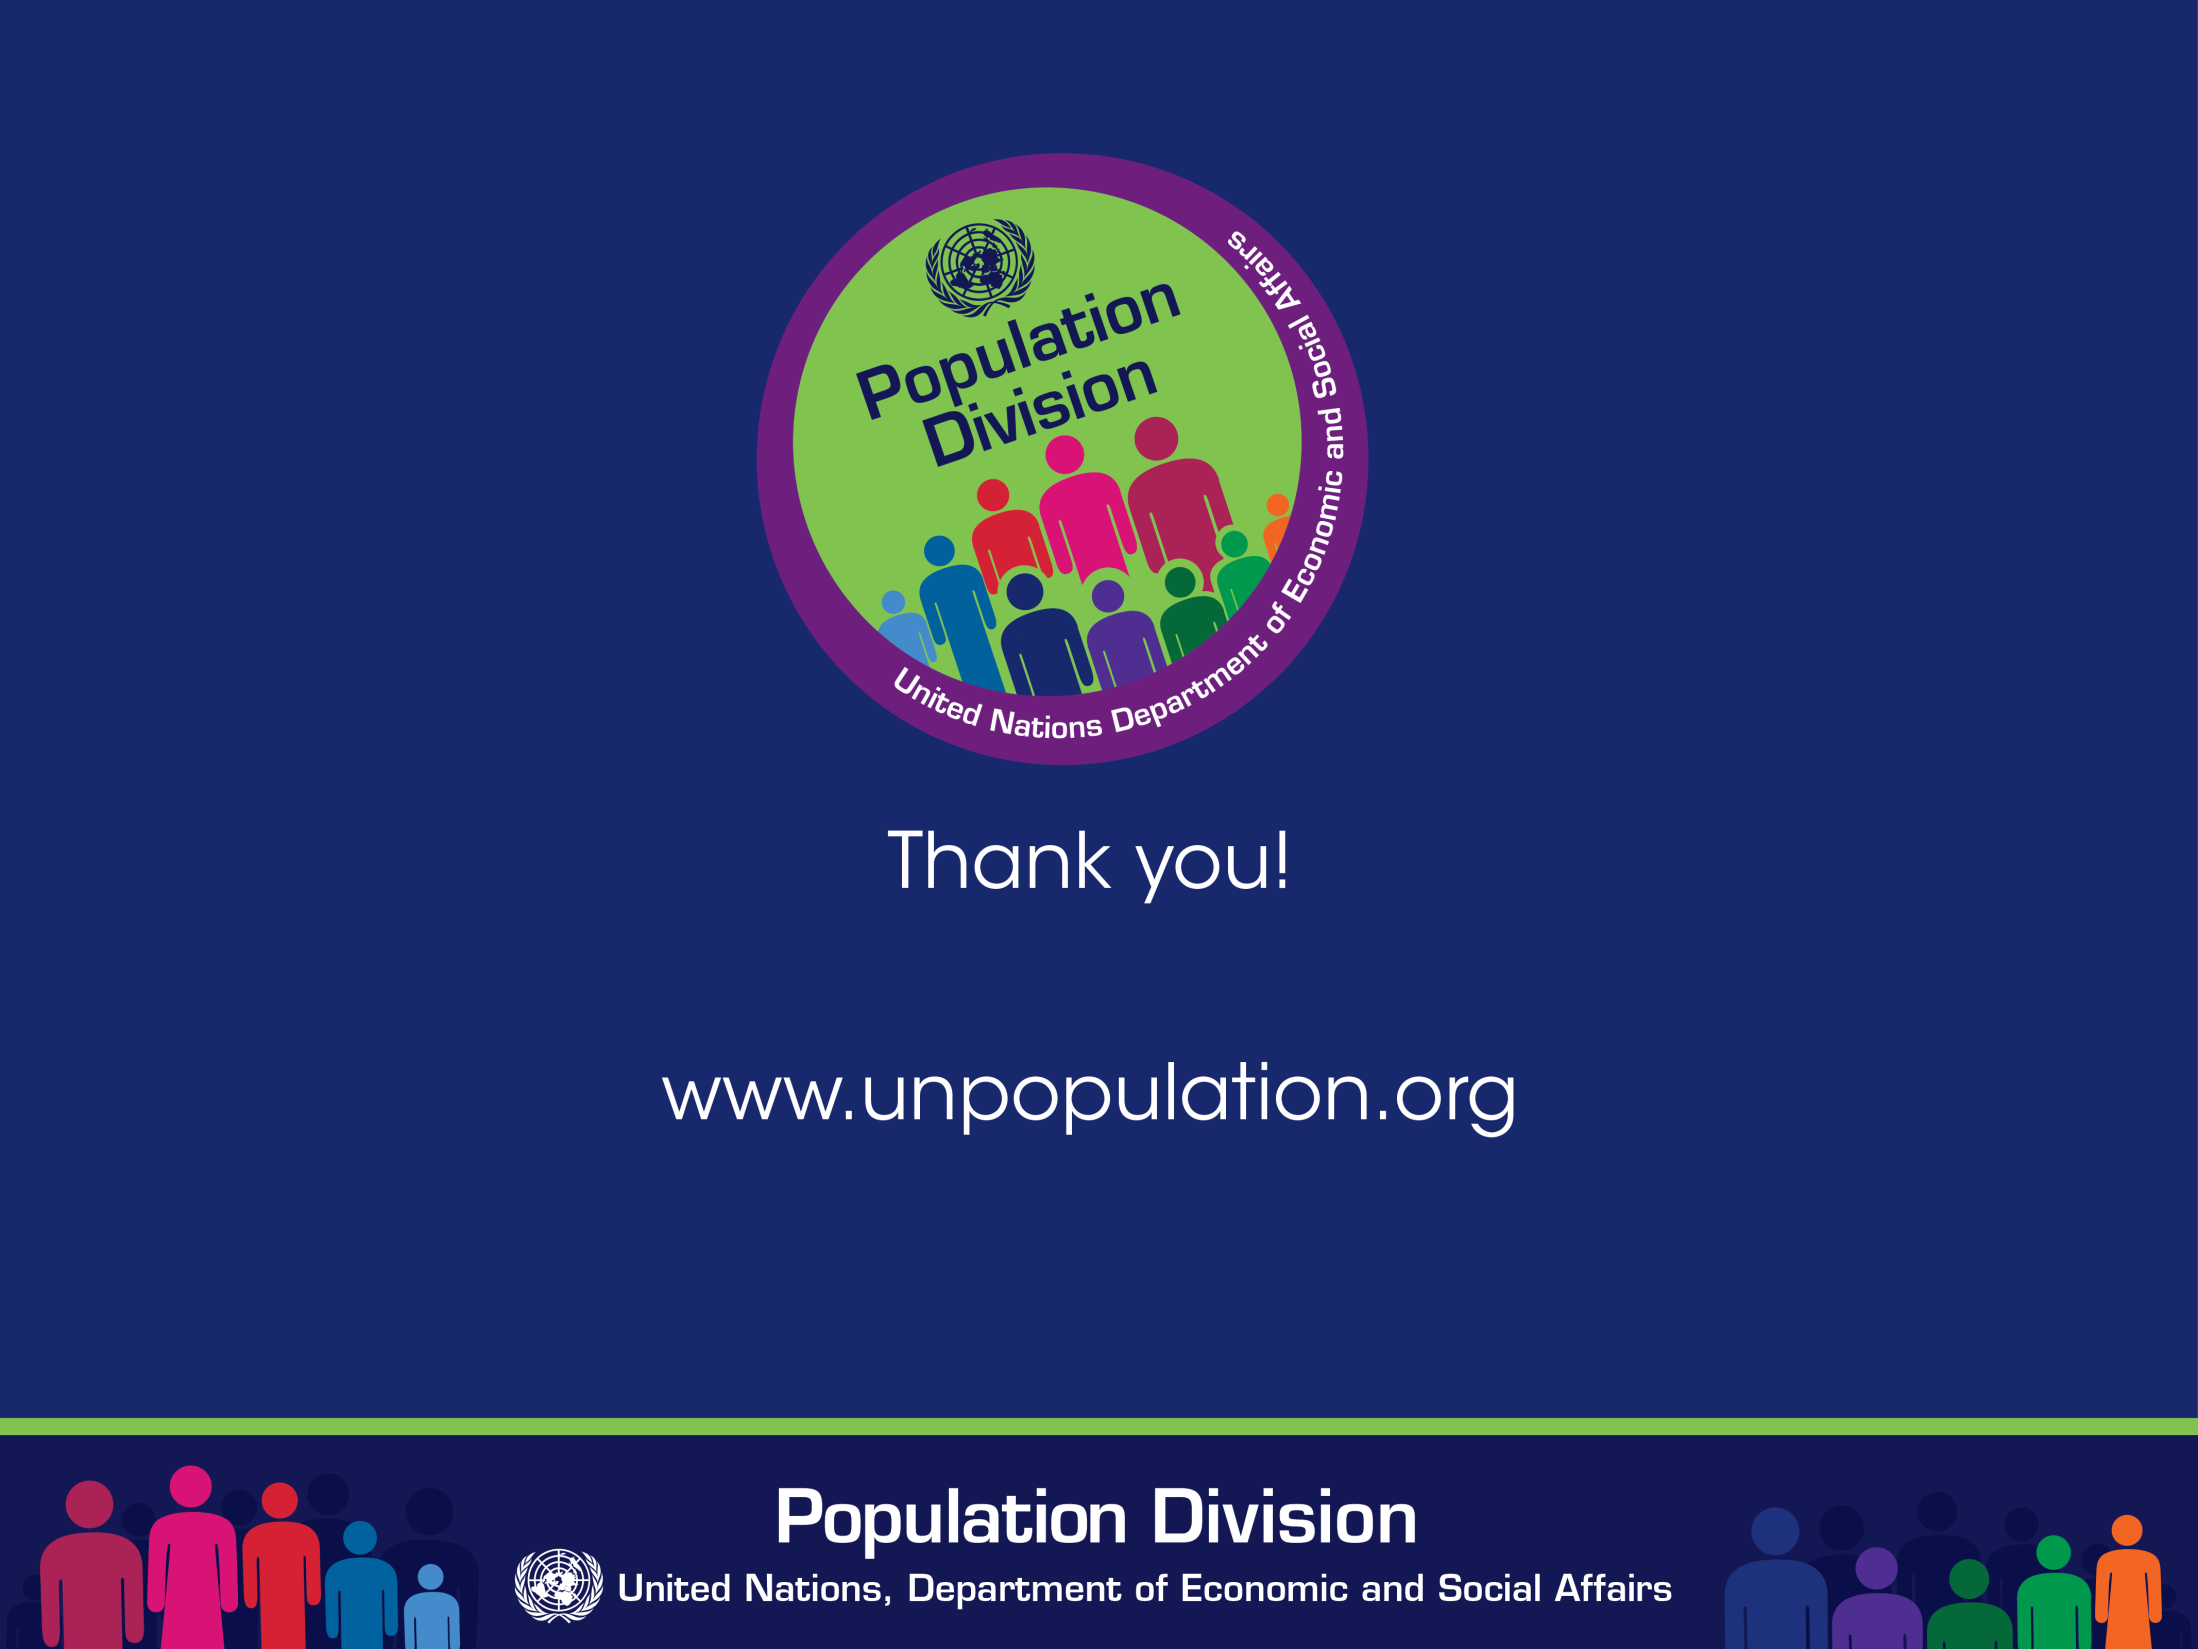 Population
Division
United Nations Department of Economic and Social Affairs
Thank you!
www.unpopulation.org
Population Division
United Nations, Department of Economic and Social Affairs